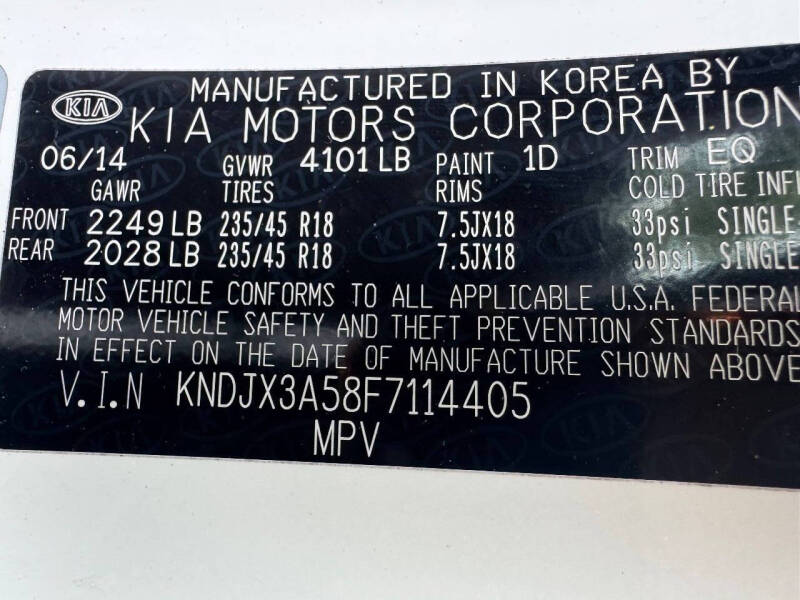 MANUFACTURED IN KOREA BY
KIA KIA MOTORS CORPORATION
06/14 GVWR 4101 LB PAINT 1D TRIM EQ
GAWR TIRES RIMS COLD TIRE INFL
FRONT 2249 LB 235/45 R18 7.5JX18 33psi SINGLE
REAR 2028 LB 235/45 R18 7.5JX18 33psi SINGLE
THIS VEHICLE CONFORMS TO ALL APPLICABLE U.S.A. FEDERAL
MOTOR VEHICLE SAFETY AND THEFT PREVENTION STANDARDS
IN EFFECT ON THE DATE OF MANUFACTURE SHOWN ABOVE
V.I.N KNDJX3A58F7114405
MPV